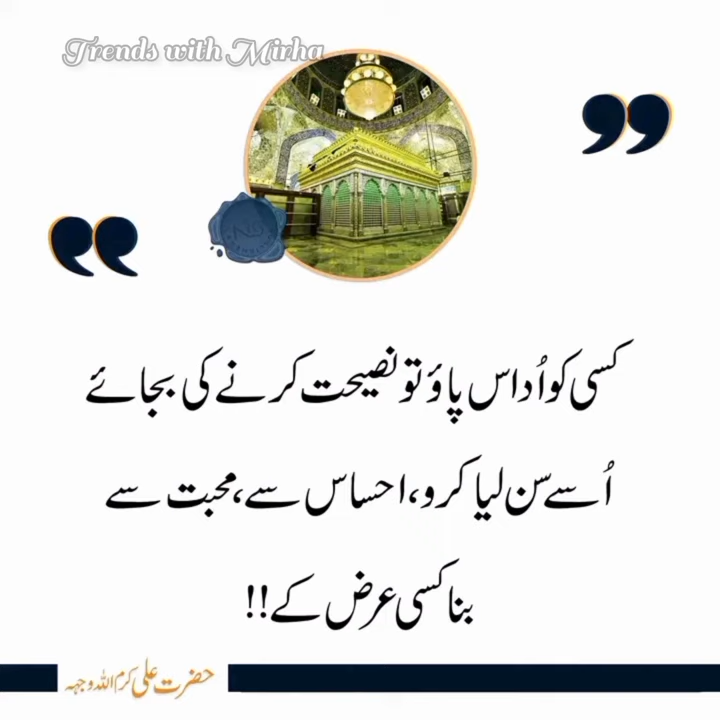 Trends with Mirha
کسی کو اُداس پاؤ تو نصیحت کرنے کی بجائے
اُسے سن لیا کرو، احساس سے، محبت سے
بنا کسی عرض کے!!
حضرت علی کرم اللہ وجہہ